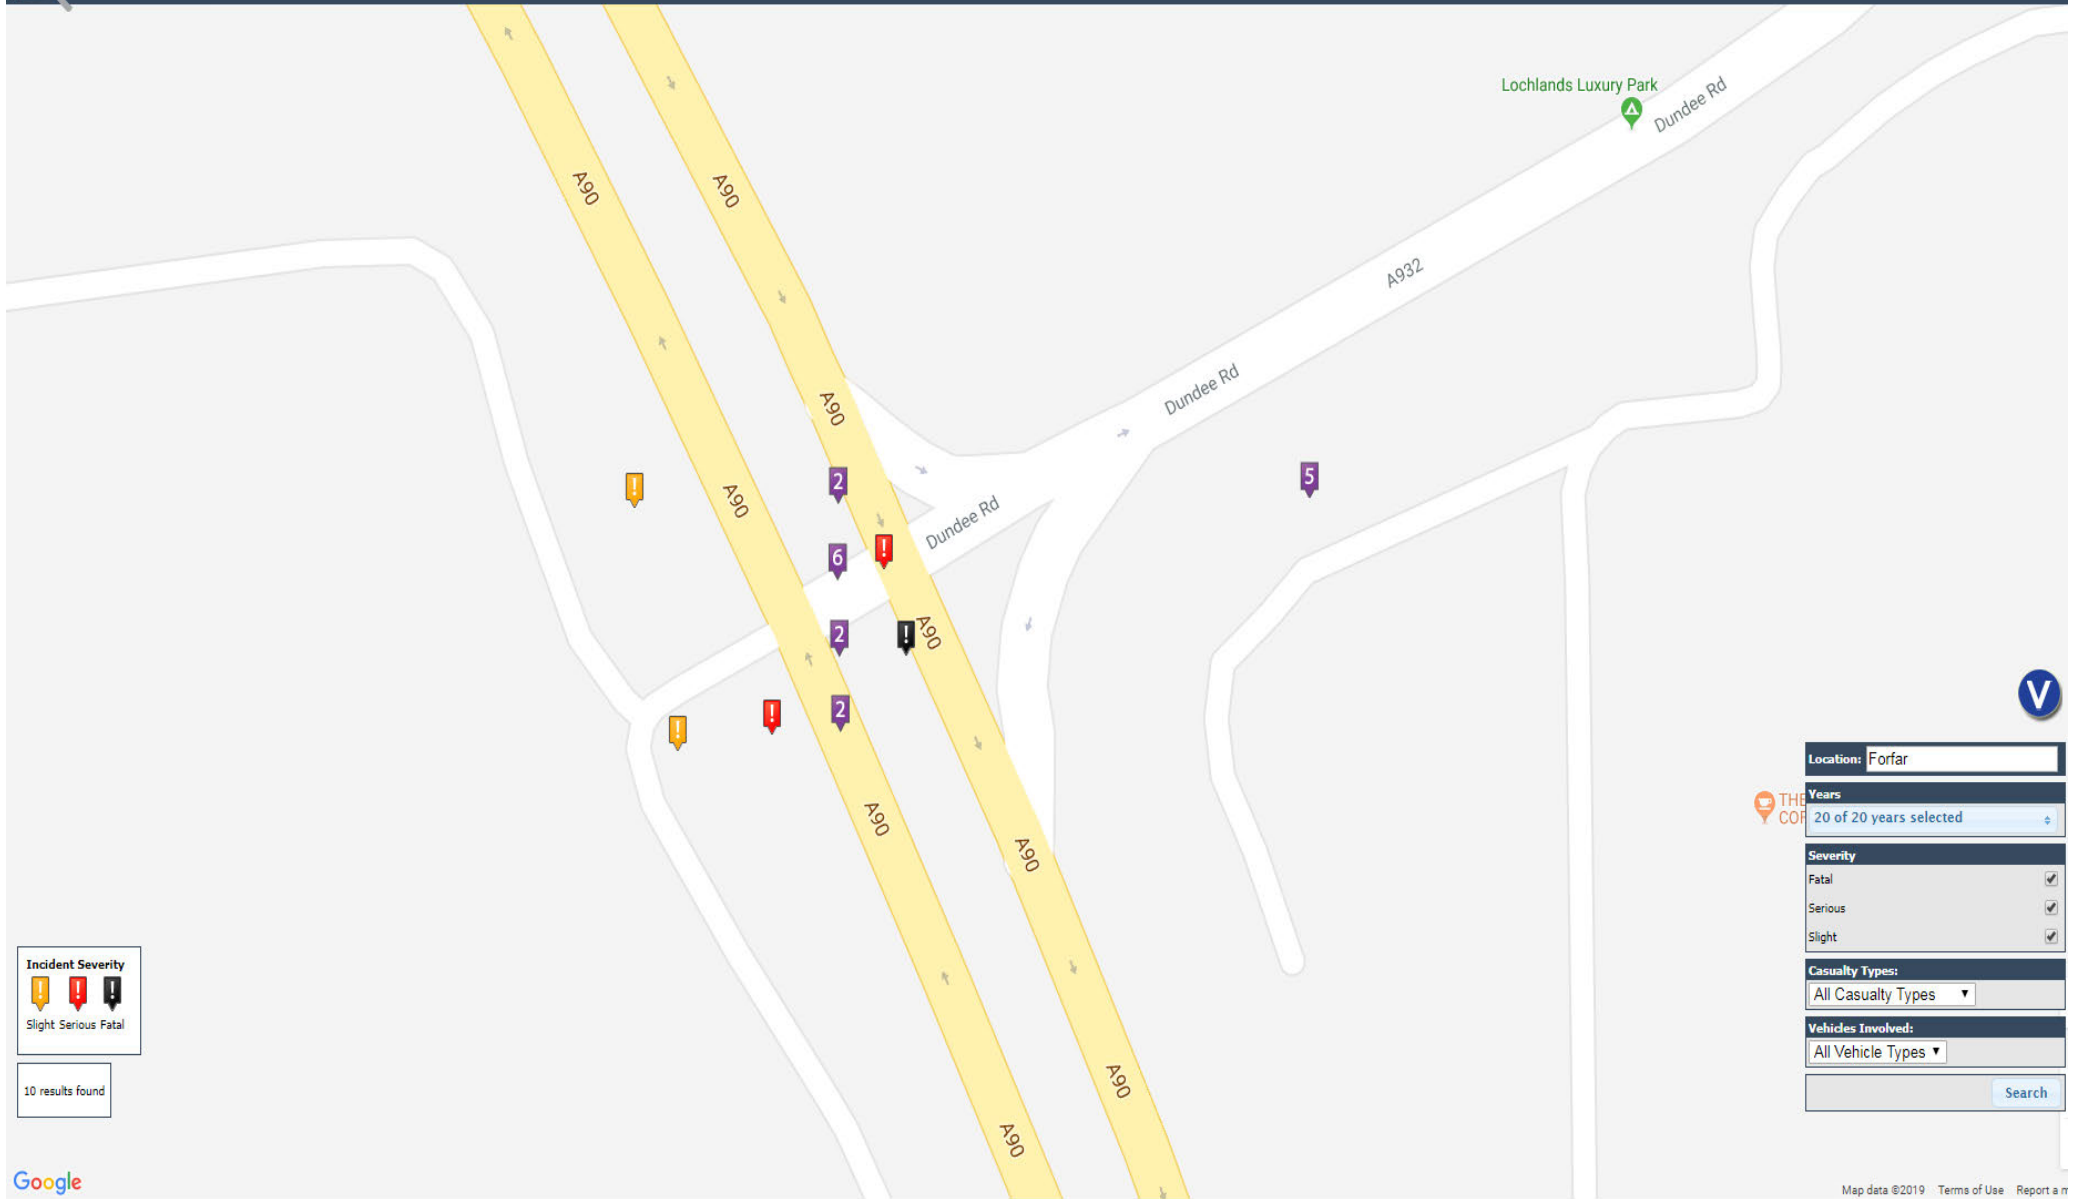 Lochlands Luxury Park
Dundee Rd
A90
A90
A932
Dundee Rd
A90
2
5
!
A90
Dundee Rd
6
!
2
!
A90
2
!
!
V
Location: Forfar
Years
20 of 20 years selected
THE
Severity
Fatal
Serious
Slight
A90
A90
Incident Severity
! ! !
Slight Serious Fatal
Casualty Types:
All Casualty Types
Vehicles Involved:
All Vehicle Types
10 results found
Search
A90
A90
Google
Map data ©2019 Terms of Use Report a